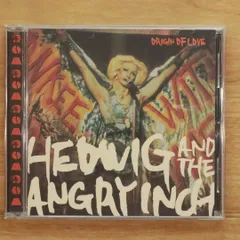 ORIGIN OF LOVE
HEDWIG
AND THE
ANGRY INCH